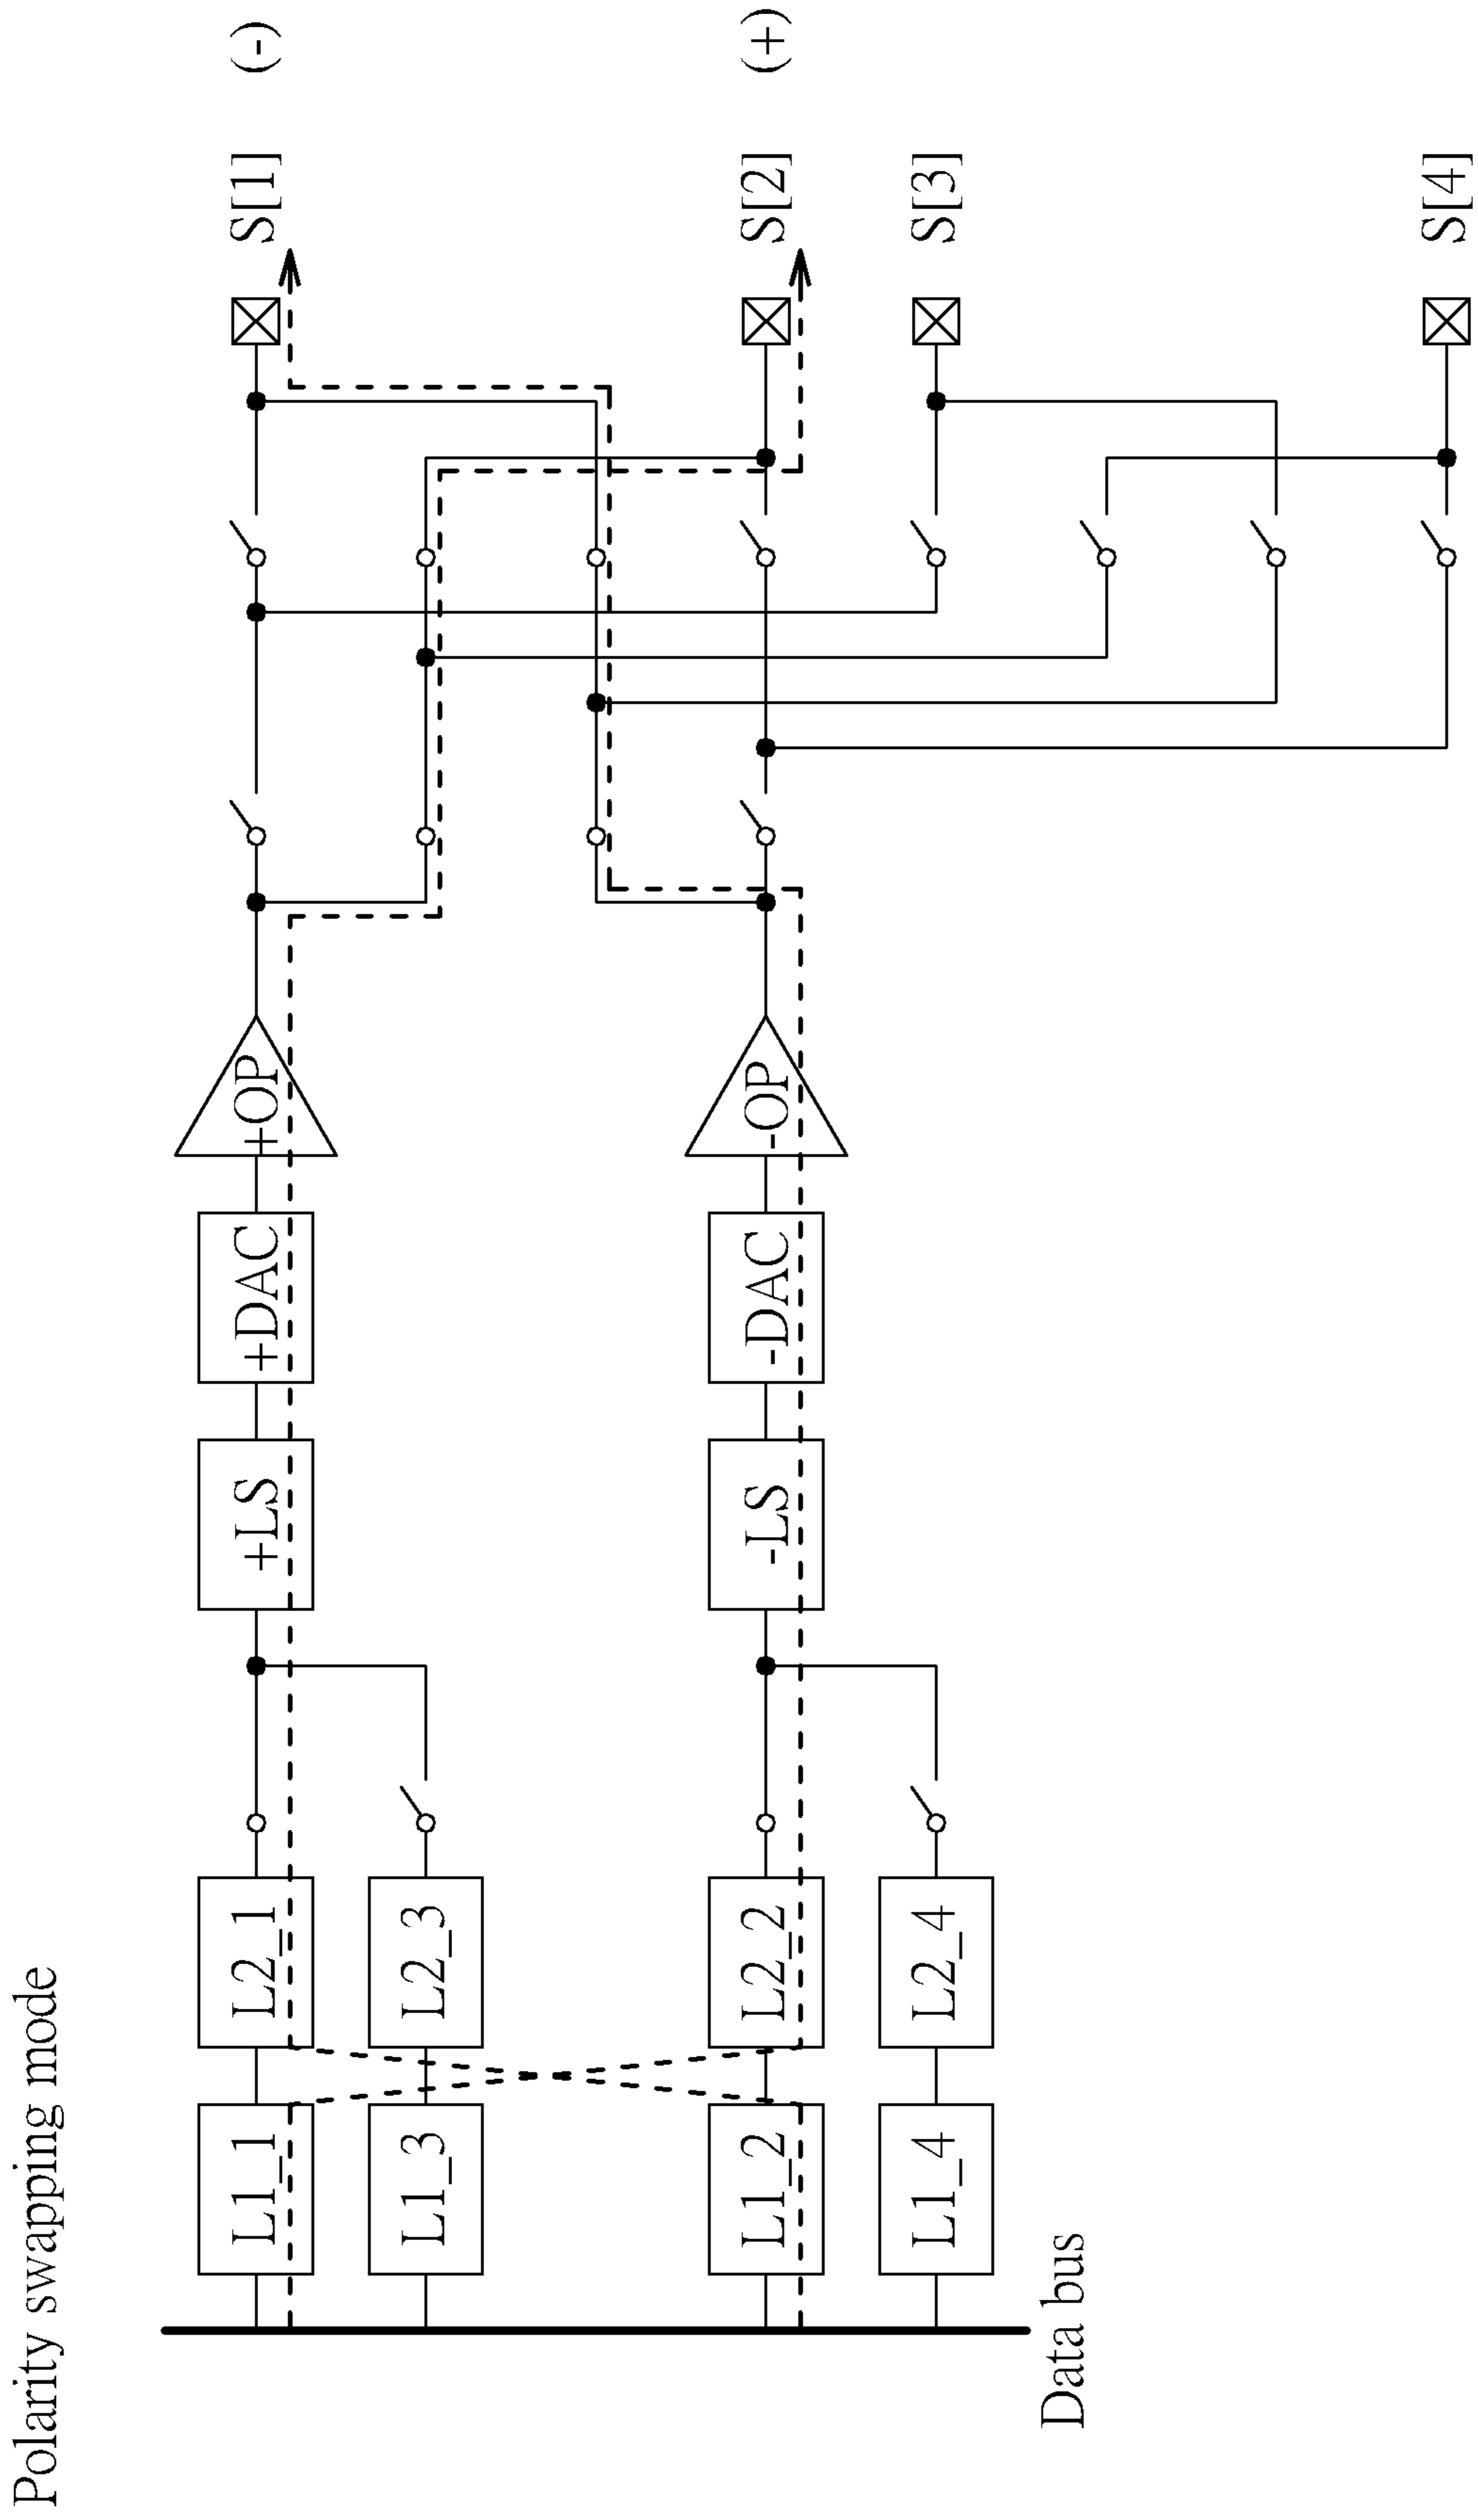 Polarity swapping mode
L1_1 L2_1 +LS +DAC +OP S[1] (-)
L1_3 L2_3
L1_2 L2_2 -LS -DAC -OP S[2] (+)
L1_4 L2_4 S[3]
Data bus
S[4]